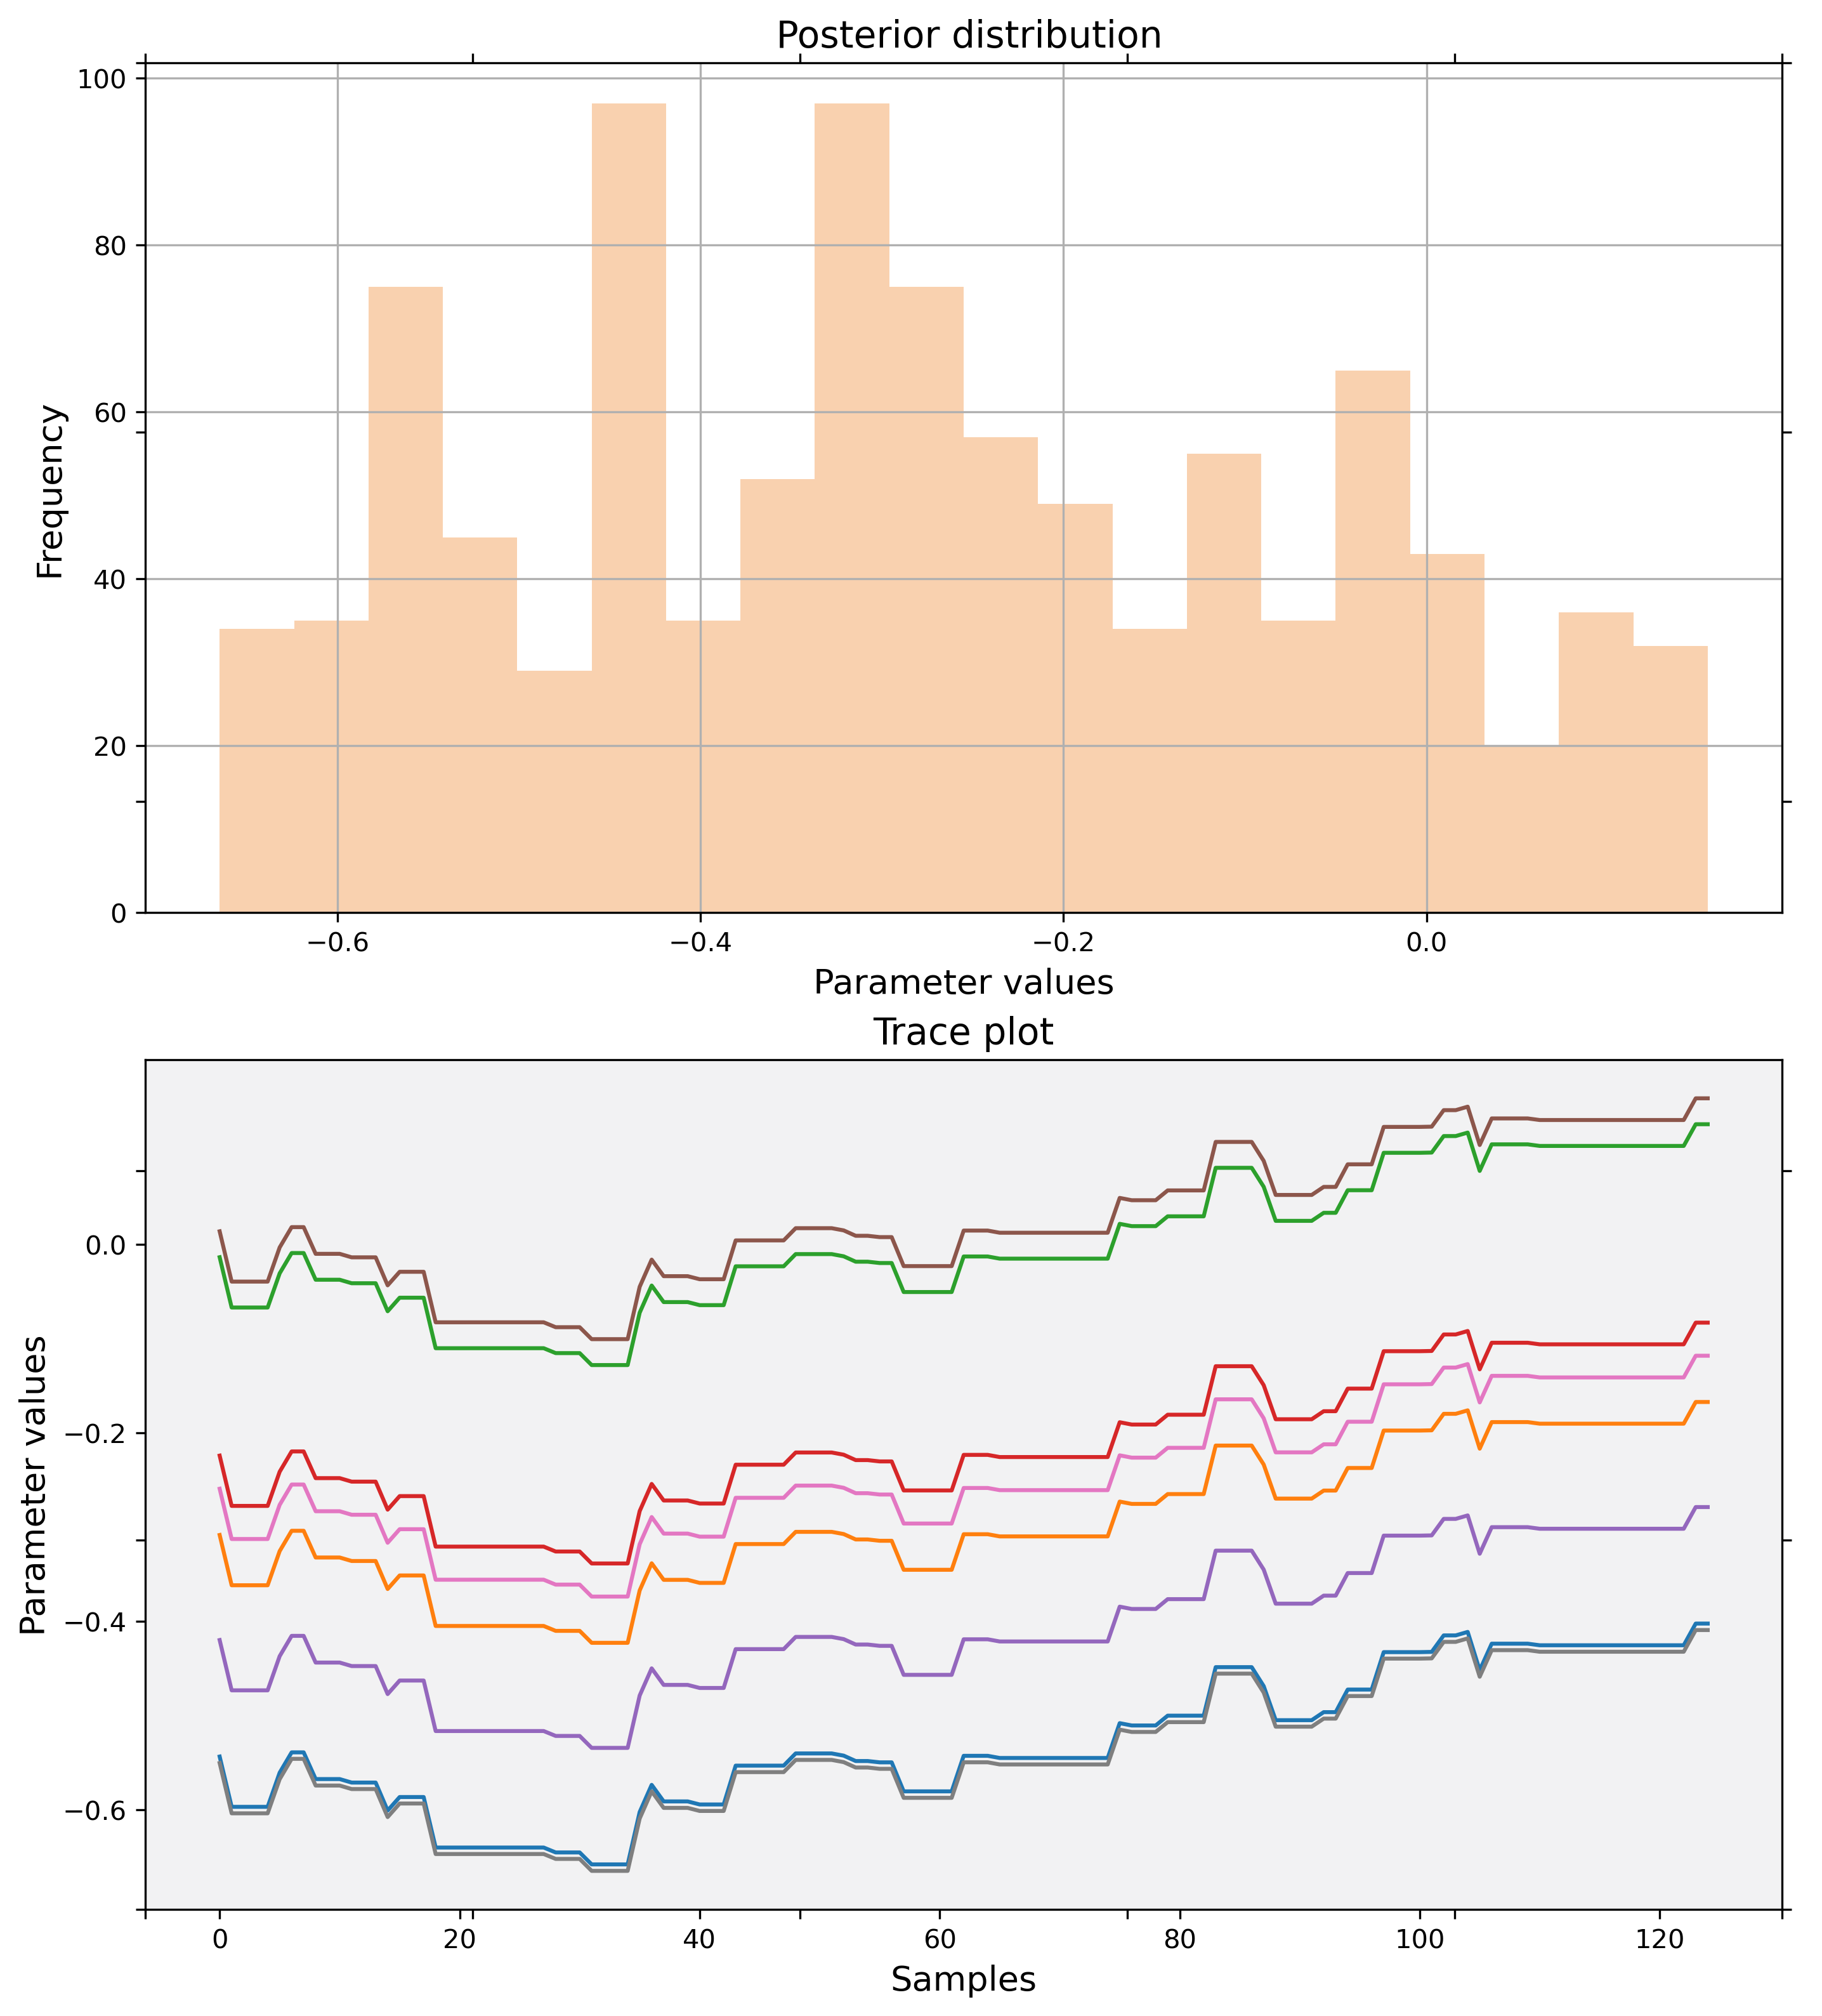 Posterior distribution
100
80
60
40
20
0
Frequency
−0.6 −0.4 −0.2 0.0
Parameter values
Trace plot
0.0
−0.2
−0.4
−0.6
Parameter values
0 20 40 60 80 100 120
Samples